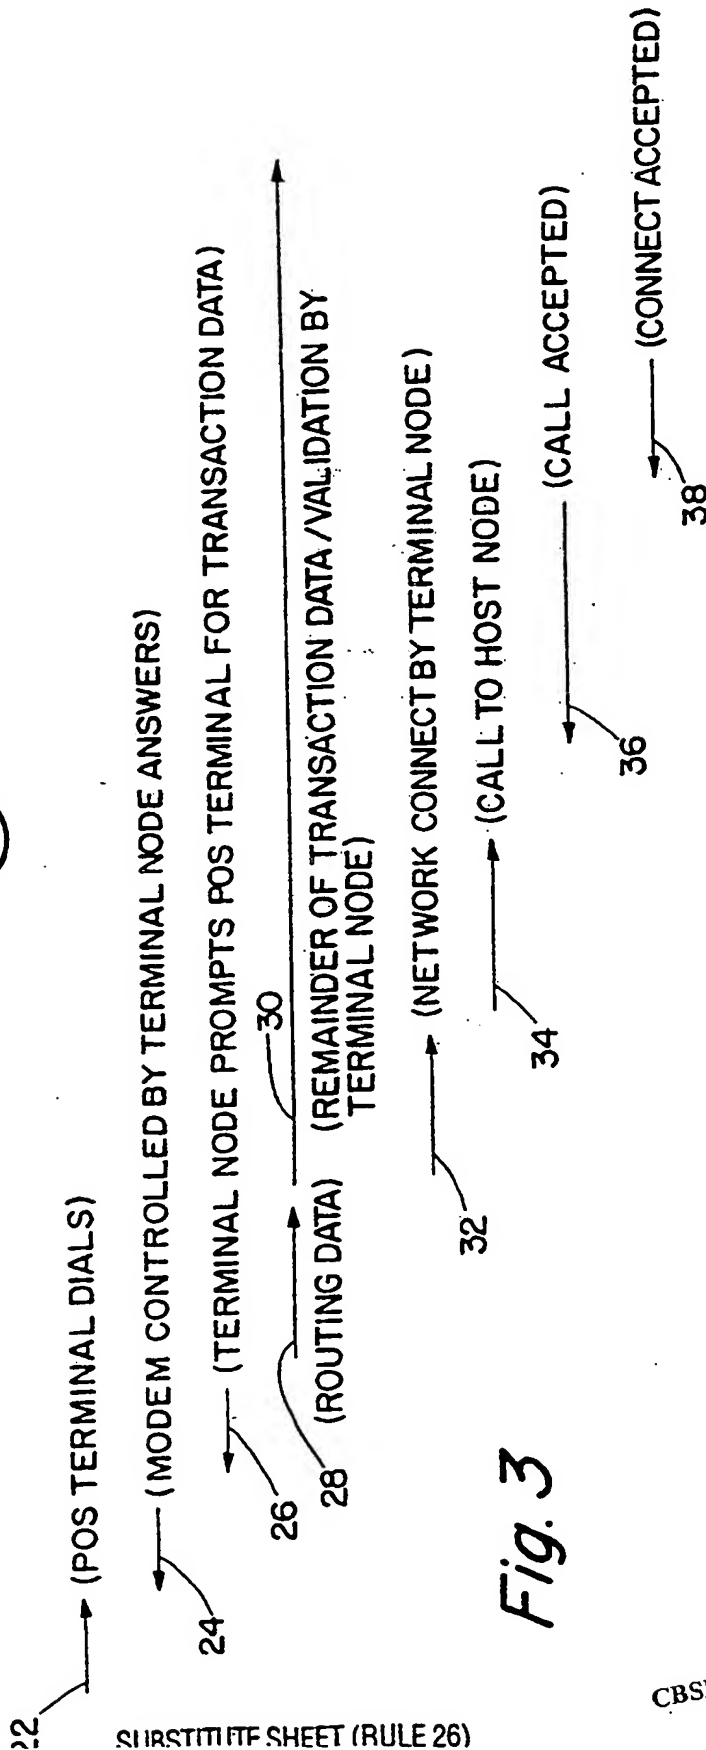 22
(POS TERMINAL DIALS)
24
(MODEM CONTROLLED BY TERMINAL NODE ANSWERS)
26
(TERMINAL NODE PROMPTS POS TERMINAL FOR TRANSACTION DATA)
28
(ROUTING DATA)
30
(REMAINDER OF TRANSACTION DATA/VALIDATION BY
TERMINAL NODE)
32
(NETWORK CONNECT BY TERMINAL NODE)
34
(CALL TO HOST NODE)
36
(CALL ACCEPTED)
38
(CONNECT ACCEPTED)
Fig. 3
SUBSTITUTE SHEET (RULE 26)